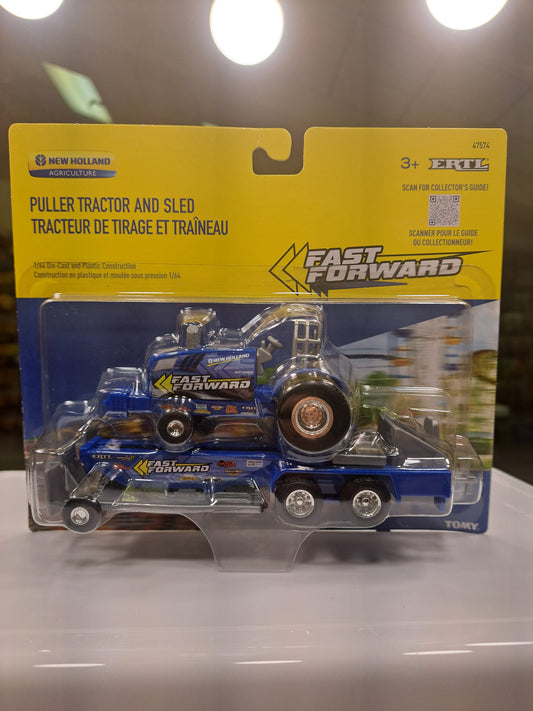 47574
NEW HOLLAND
AGRICULTURE
3+ ERTL
PULLER TRACTOR AND SLED
TRACTEUR DE TIRAGE ET TRAÎNEAU
SCAN FOR COLLECTOR'S GUIDE!
SCANNER POUR LE GUIDE
DU COLLECTIONNEUR!
1/64 Die-Cast and Plastic Construction
Construction en plastique et moulée sous pression 1/64
FAST
FORWARD
NEW HOLLAND
FAST
FORWARD
FAST
FORWARD
TOMY